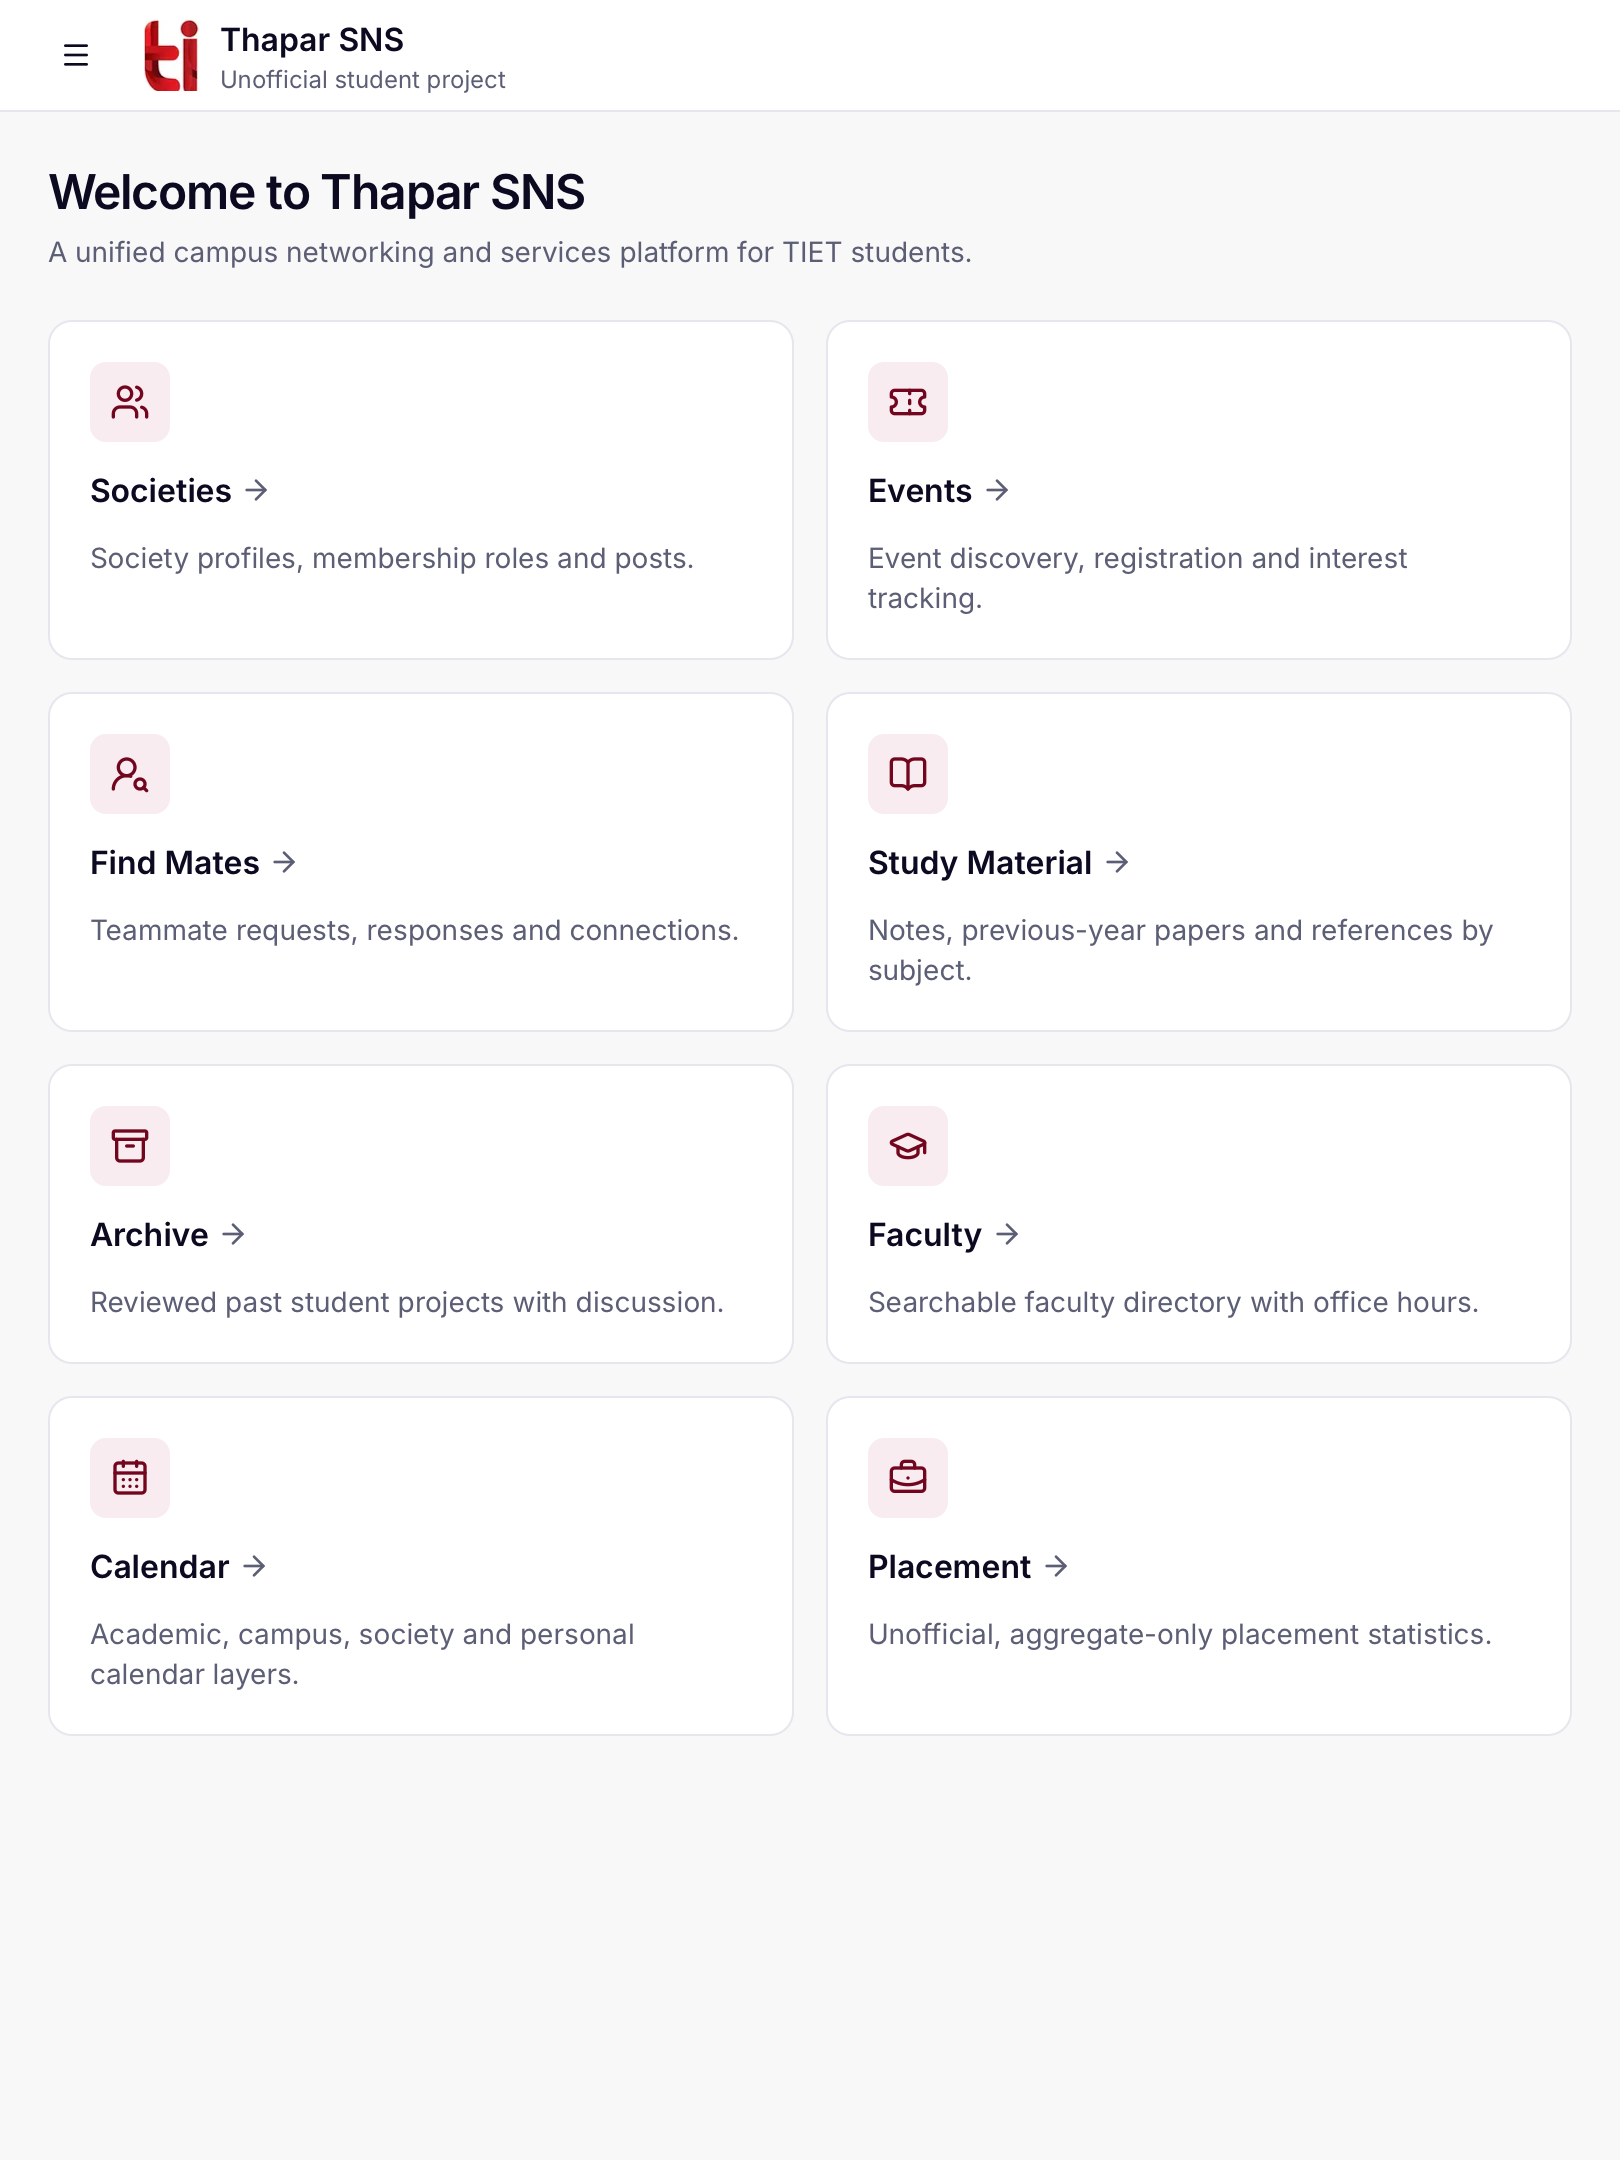 ti
Thapar SNS
Unofficial student project
Welcome to Thapar SNS
A unified campus networking and services platform for TIET students.
Societies →
Society profiles, membership roles and posts.
Events →
Event discovery, registration and interest
tracking.
Find Mates →
Teammate requests, responses and connections.
Study Material →
Notes, previous-year papers and references by
subject.
Archive →
Reviewed past student projects with discussion.
Faculty →
Searchable faculty directory with office hours.
Calendar →
Academic, campus, society and personal
calendar layers.
Placement →
Unofficial, aggregate-only placement statistics.